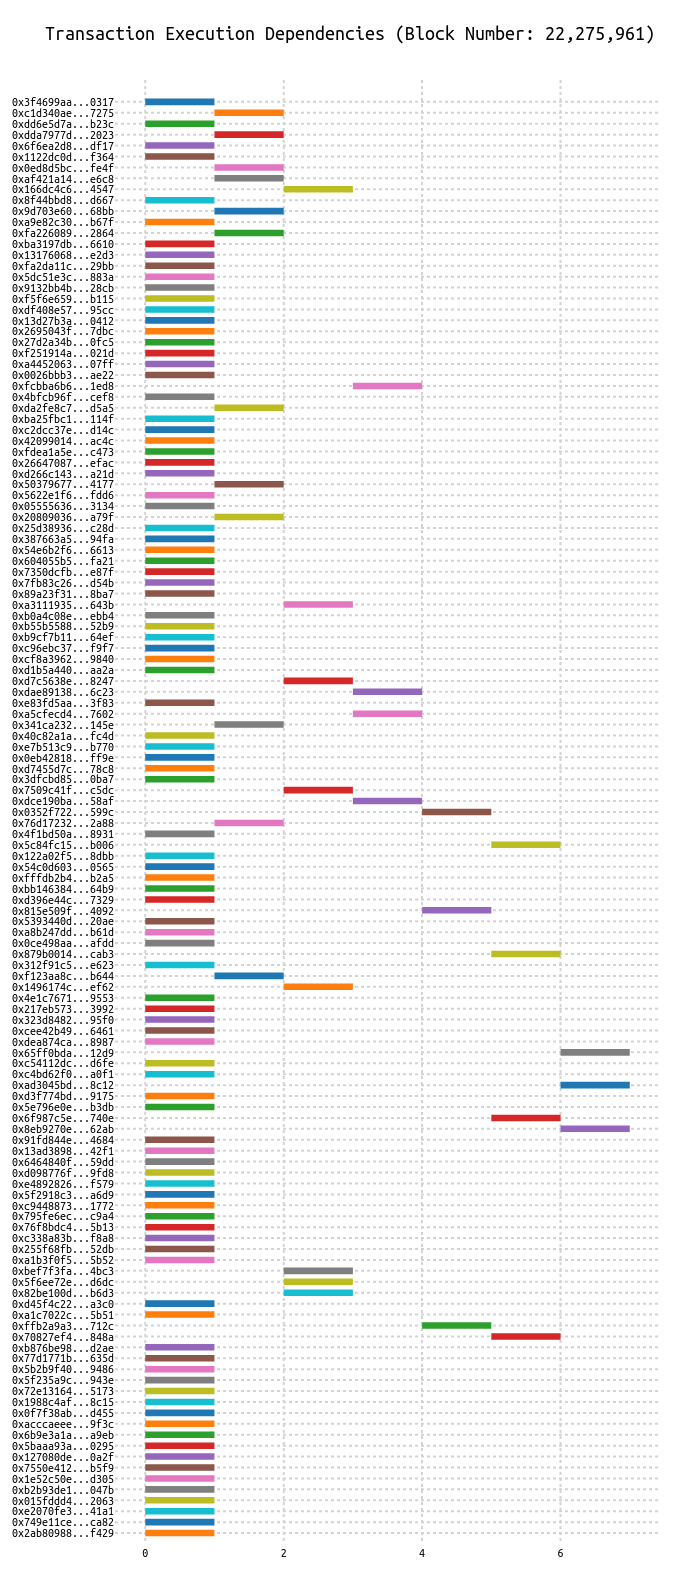 Transaction Execution Dependencies (Block Number: 22,275,961)
0x3f4699aa...0317
0xc1d340ae...7275
0xdd6e5d7a...b23c
0xdda7977d...2023
0x6f6ea2d8...df17
0x1122dc0d...f364
0x0ed8d5bc...fe4f
0xaf421a14...e6c8
0x166dc4c6...4547
0x8f44bbd8...d667
0x9d703e60...68bb
0xa9e82c30...b67f
0xfa226089...2864
0xba3197db...6610
0x13176068...e2d3
0xfa2da11c...29bb
0x5dc51e3c...883a
0x9132bb4b...28cb
0xf5f6e659...b115
0xdf408e57...95cc
0x13d27b3a...0412
0x2695043f...7dbc
0x27d2a34b...0fc5
0xf251914a...021d
0xa4452063...07ff
0x0026bbb3...ae22
0xfcbba6b6...1ed8
0x4bfcb96f...cef8
0xda2fe8c7...d5a5
0xba25fbc1...114f
0xc2dcc37e...d14c
0x42099014...ac4c
0xfdea1a5e...c473
0x26647087...efac
0xd266c143...a21d
0x50379677...4177
0x5622e1f6...fdd6
0x05555636...3134
0x20809036...a79f
0x25d38936...c28d
0x387663a5...94fa
0x54e6b2f6...6613
0x604055b5...fa21
0x7350dcfb...e87f
0x7fb83c26...d54b
0x89a23f31...8ba7
0xa3111935...643b
0xb0a4c08e...ebb4
0xb55b5588...52b9
0xb9cf7b11...64ef
0xc96ebc37...f9f7
0xcf8a3962...9840
0xd1b5a440...aa2a
0xd7c5638e...8247
0xdae89138...6c23
0xe83fd5aa...3f83
0xa5cfecd4...7602
0x341ca232...145e
0x40c82a1a...fc4d
0xe7b513c9...b770
0x0eb42818...ff9e
0xd7455d7c...78c8
0x3dfcbd85...0ba7
0x7509c41f...c5dc
0xdce190ba...58af
0x0352f722...599c
0x76d17232...2a88
0x4f1bd50a...8931
0x5c84fc15...b006
0x122a02f5...8dbb
0x54c0d603...0565
0xfffdb2b4...b2a5
0xbb146384...64b9
0xd396e44c...7329
0x815e509f...4092
0x5393440d...20ae
0xa8b247dd...b61d
0x0ce498aa...afdd
0x879b0014...cab3
0x312f91c5...e623
0xf123aa8c...b644
0x1496174c...ef62
0x4e1c7671...9553
0x217eb573...3992
0x323d8482...95f0
0xcee42b49...6461
0xdea874ca...8987
0x65ff0bda...12d9
0xc54112dc...d6fe
0xc4bd62f0...a0f1
0xad3045bd...8c12
0xd3f774bd...9175
0x5e796e0e...b3db
0x6f987c5e...740e
0x8eb9270e...62ab
0x91fd844e...4684
0x13ad3898...42f1
0x6464840f...59dd
0xd098776f...9fd8
0xe4892826...f579
0x5f2918c3...a6d9
0xc9448873...1772
0x795fe6ec...c9a4
0x76f8bdc4...5b13
0xc338a83b...f8a8
0x255f68fb...52db
0xa1b3f0f5...5b52
0xbef7f3fa...4bc3
0x5f6ee72e...d6dc
0x82be100d...b6d3
0xd45f4c22...a3c0
0xa1c7022c...5b51
0xffb2a9a3...712c
0x70827ef4...848a
0xb876be98...d2ae
0x77d1771b...635d
0x5b2b9f40...9486
0x5f235a9c...943e
0x72e13164...5173
0x1988c4af...8c15
0x0f7f38ab...d455
0xacccaeee...9f3c
0x6b9e3a1a...a9eb
0x5baaa93a...0295
0x127080de...0a2f
0x7550e412...b5f9
0x1e52c50e...d305
0xb2b93de1...047b
0x015fddd4...2063
0xe2070fe3...41a1
0x749e11ce...ca82
0x2ab80988...f429
0 2 4 6